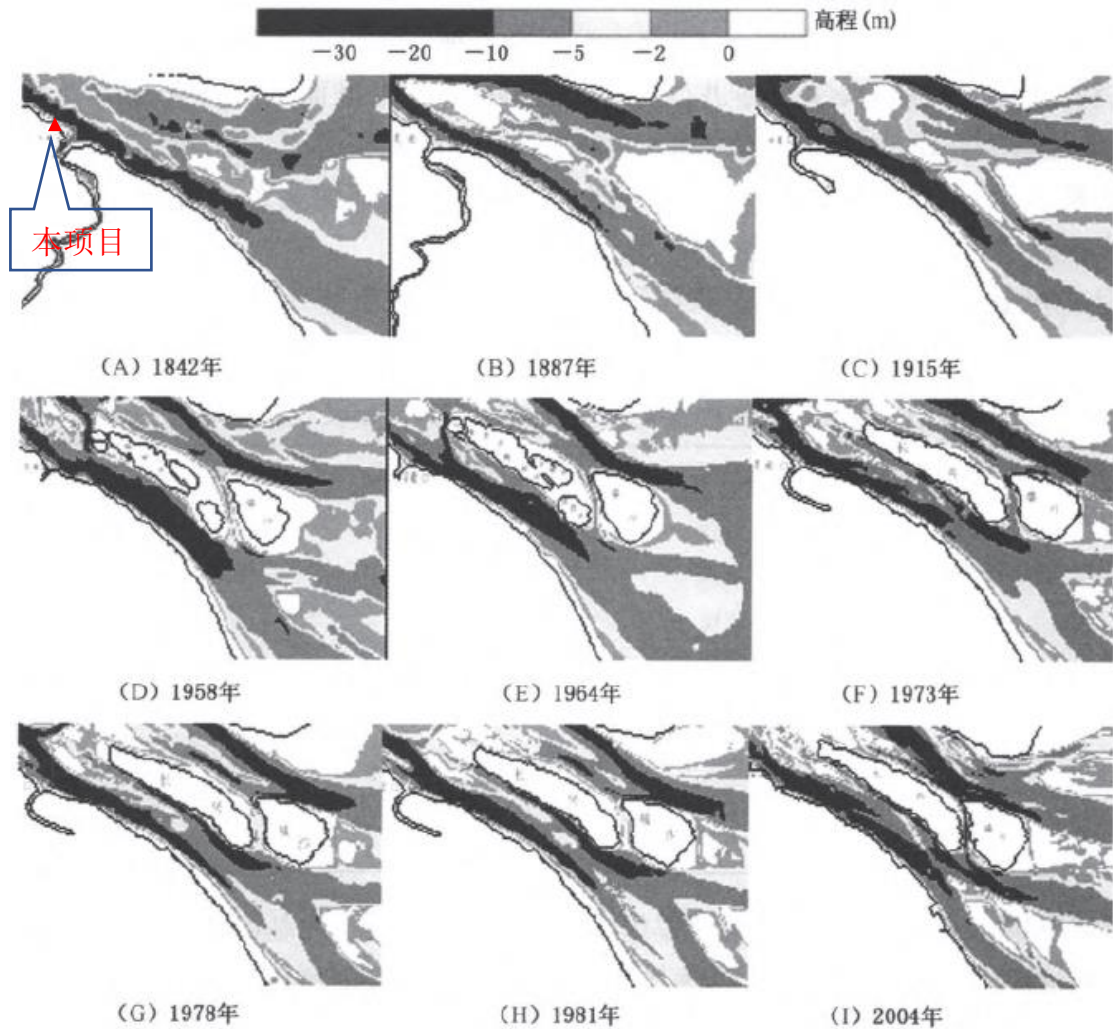 高程(m)
−30 −20 −10 −5 −2 0
本项目
(A) 1842年 (B) 1887年 (C) 1915年
(D) 1958年 (E) 1964年 (F) 1973年
(G) 1978年 (H) 1981年 (I) 2004年